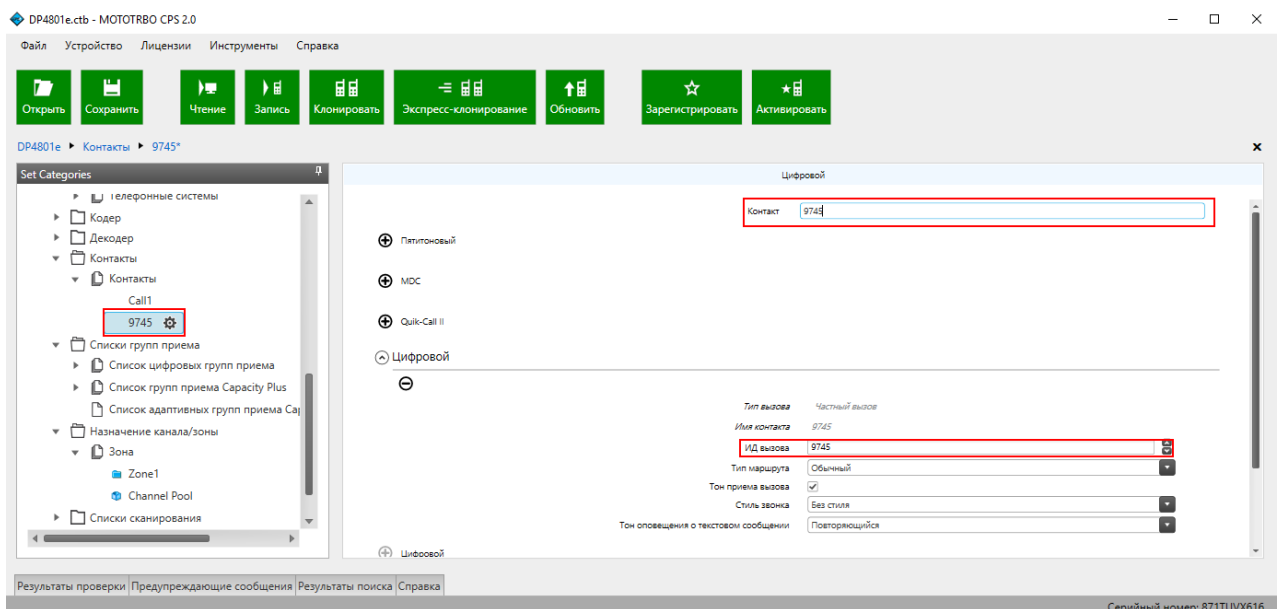 DP4801e.ctb - MOTOTRBO CPS 2.0
Файл Устройство Лицензии Инструменты Справка
Открыть Сохранить Чтение Запись Клонировать Экспресс-клонирование Обновить Зарегистрировать Активировать
DP4801e Контакты 9745*
Set Categories
Цифровой
Телефонные системы
Кодер
Декодер
Контакты
Контакты
Call1
9745
Списки групп приема
Список цифровых групп приема
Список групп приема Capacity Plus
Список адаптивных групп приема Ca
Назначение канала/зоны
Зона
Zone1
Channel Pool
Списки сканирования
Контакт 9745
Пятитоновый
MDC
Quik-Call II
Цифровой
Тип вызова Частный вызов
Имя контакта 9745
ИД вызова 9745
Тип маршрута Обычный
Тон приема вызова
Стиль звонка Без стиля
Тон оповещения о текстовом сообщении Повторяющийся
Цифровой
Результаты проверки Предупреждающие сообщения Результаты поиска Справка
Серийный номер: 871TUVX616